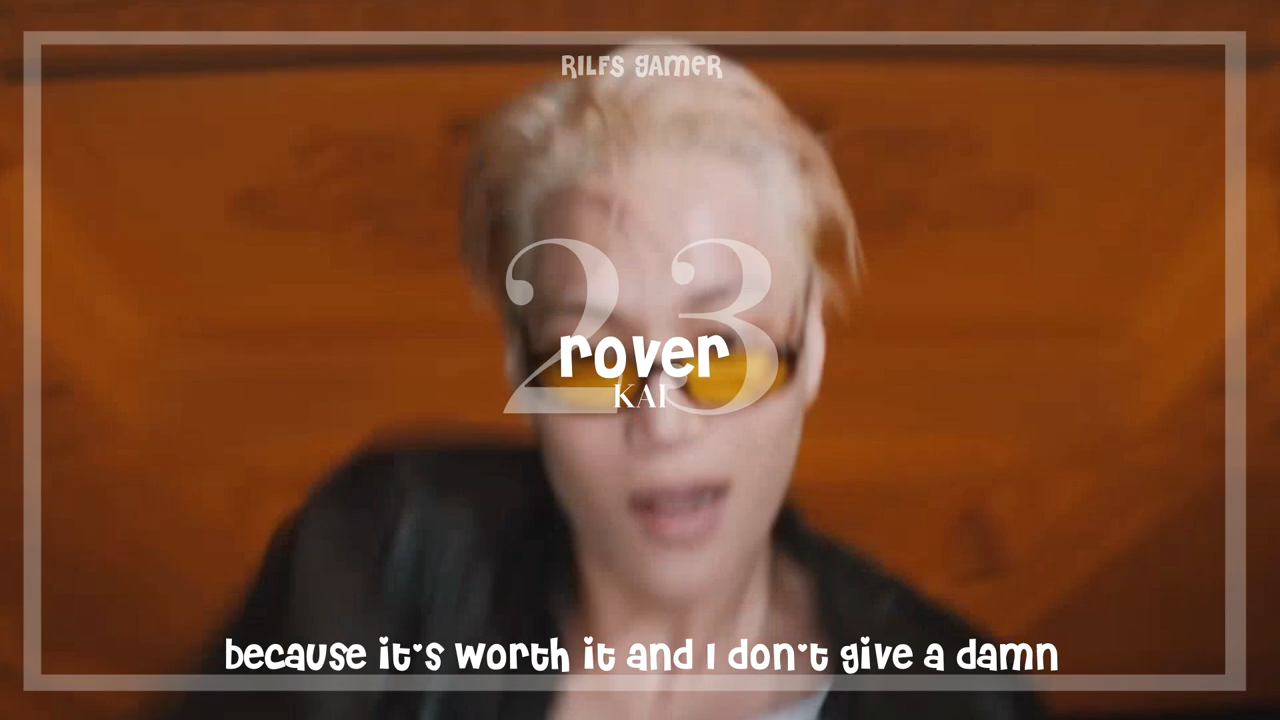 RILFS GAMER
23
rover
KAI
because it's worth it and I don't give a damn